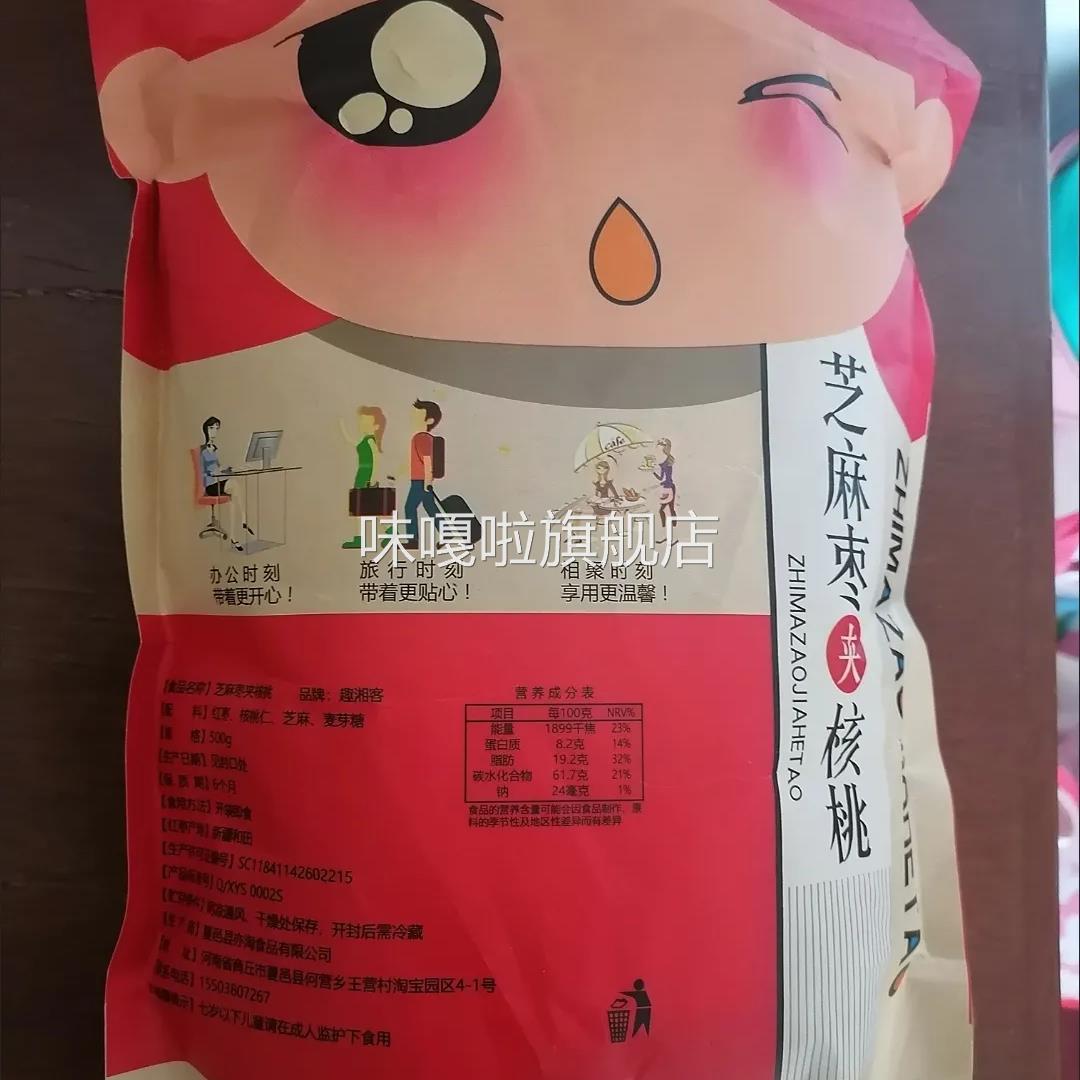 芝麻枣夹核桃
ZHIMAZAOJIAHETAO
café
味嘎啦旗舰店
办公时刻
带着更开心！
旅行时刻
带着更贴心！
相聚时刻
享用更温馨！
【食品名称】芝麻枣夹核桃 品牌：趣湘客
【配 料】红枣、核桃仁、芝麻、麦芽糖
【规 格】500g
【生产日期】见封口处
【保 质 期】6个月
【食用方法】开袋即食
【红枣产地】新疆和田
【生产许可证编号】SC11841142602215
【产品标准号】Q/XYS 0002S
【贮存条件】阴凉通风、干燥处保存，开封后需冷藏
【生 产 商】夏邑县亦淘食品有限公司
【地 址】河南省商丘市夏邑县何营乡王营村淘宝园区4-1号
【联系电话】15503807267
【温馨提示】七岁以下儿童请在成人监护下食用
营养成分表
项目 每100克 NRV%
能量 1899千焦 23%
蛋白质 8.2克 14%
脂肪 19.2克 32%
碳水化合物 61.7克 21%
钠 24毫克 1%
食品的营养含量可能会因食品制作、原
料的季节性及地区性差异而有差异